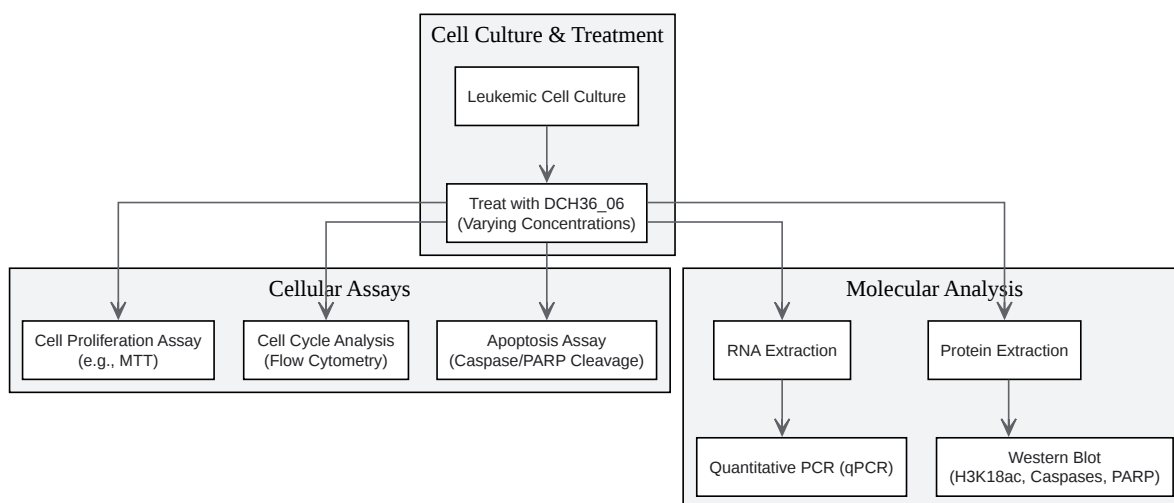 Cell Culture & Treatment
Leukemic Cell Culture
Treat with DCH36_06
(Varying Concentrations)
Cellular Assays
Cell Proliferation Assay
(e.g., MTT)
Cell Cycle Analysis
(Flow Cytometry)
Apoptosis Assay
(Caspase/PARP Cleavage)
Molecular Analysis
RNA Extraction
Protein Extraction
Quantitative PCR (qPCR)
Western Blot
(H3K18ac, Caspases, PARP)